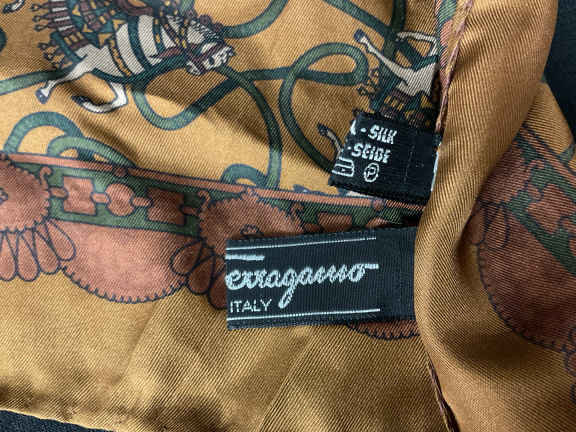 - SILK
- SEIDE
P
erragamo
ITALY